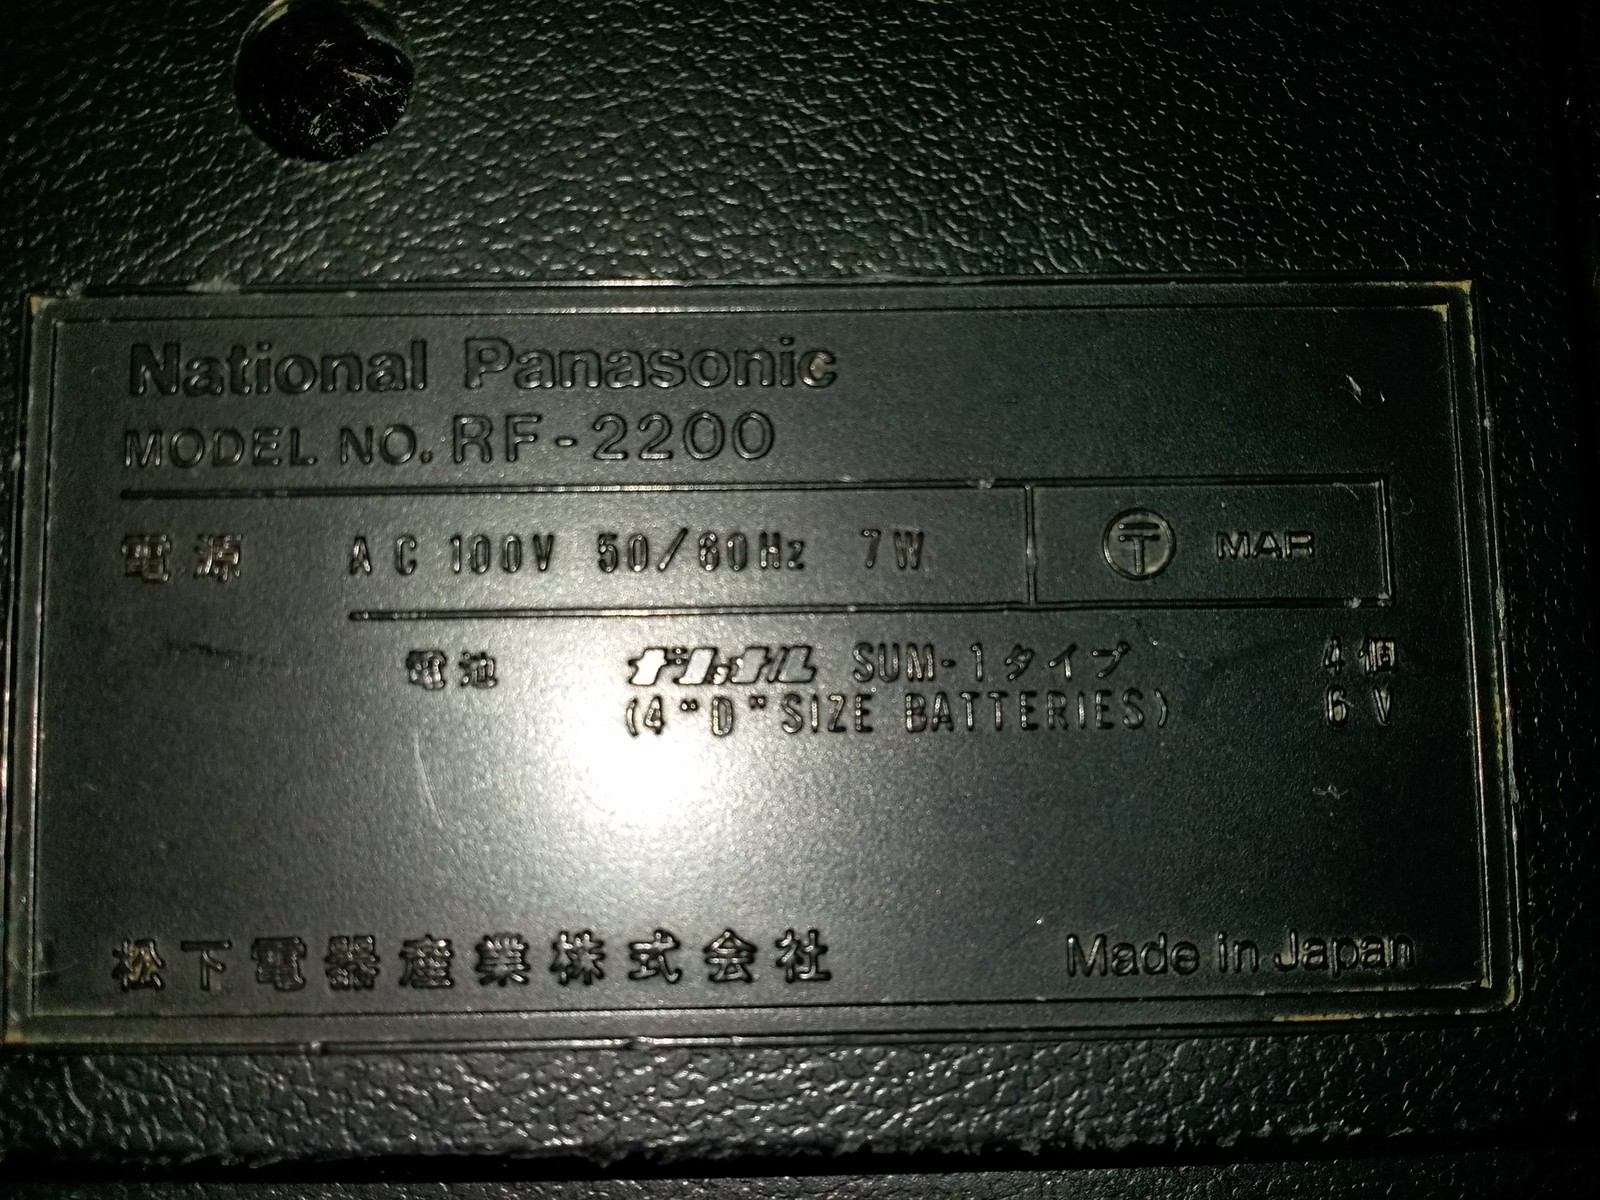 National Panasonic
MODEL NO. RF-2200
電源 AC 100V 50/60Hz 7W 〒 MAR
電池 ナショナル SUM-1タイプ 4個
(4 "D" SIZE BATTERIES) 6V
松下電器産業株式会社 Made in Japan